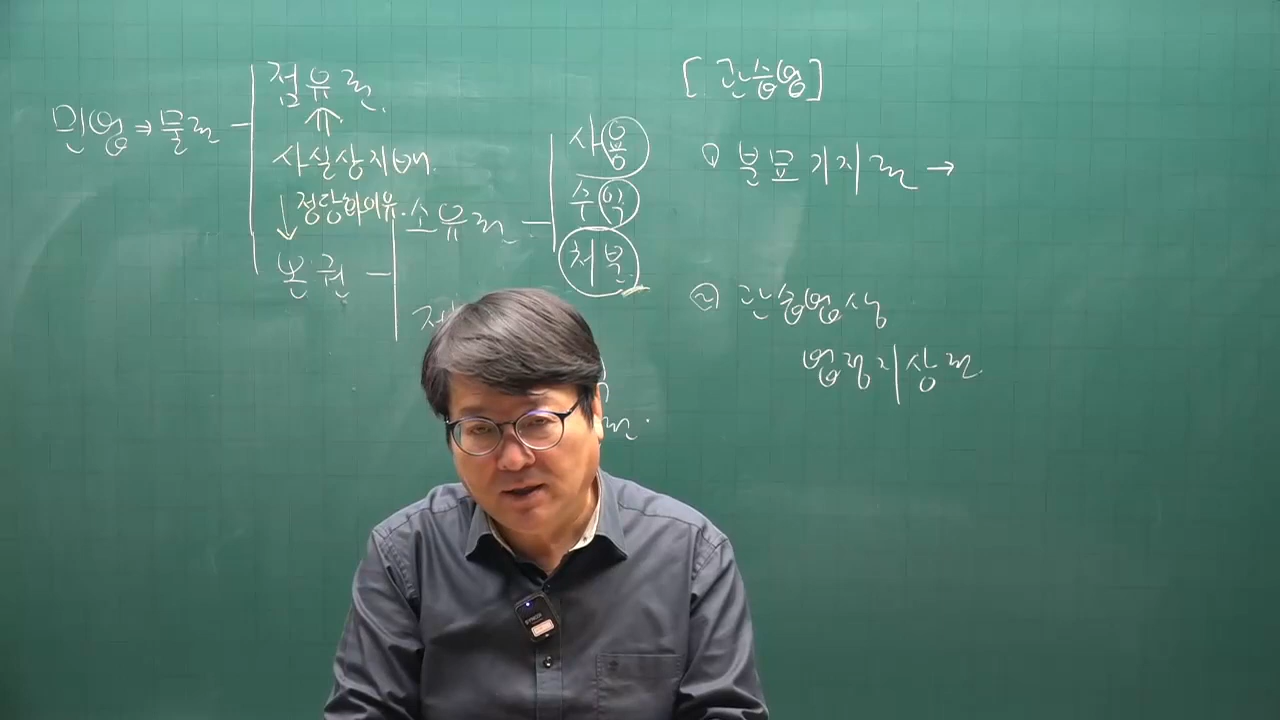 민법 ⇒ 물권
점유권.
⇑
사실상지배.
↓ 정당화이유.
본권
소유권.
사용
수익
처분
권.
[관습법]
① 분묘기지권 →
② 관습법상
법정지상권.